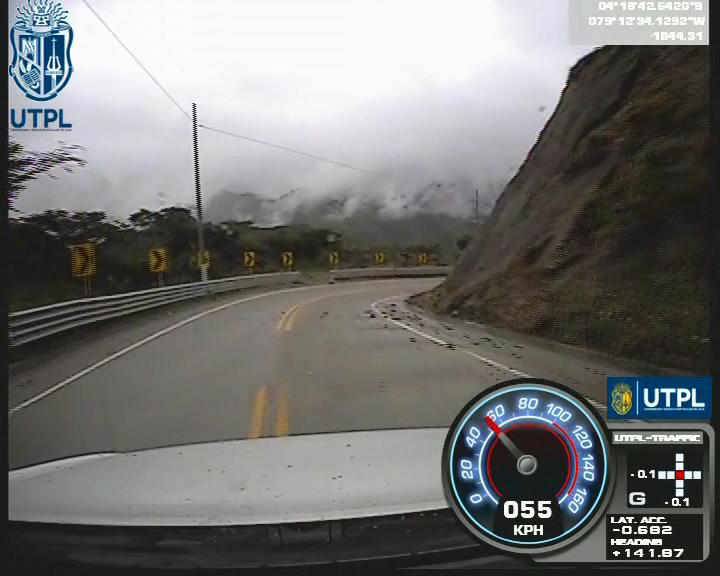 UTPL
04°18'42.5420"S
079°12'34.1292"W
1844.31
UTPL
UTPL-TRAFFIC
0 20 40 60 80 100 120 140 160
055
KPH
-0.1
G
-0.1
LAT. ACC.
-0.682
HEADING
+141.97